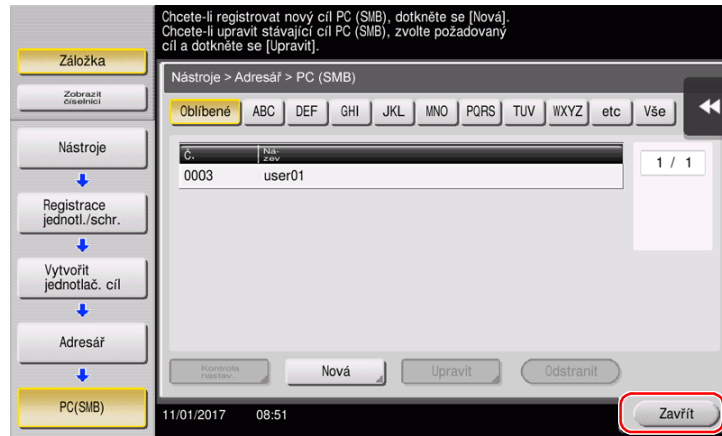 Chcete-li registrovat nový cíl PC (SMB), dotkněte se [Nová].
Chcete-li upravit stávající cíl PC (SMB), zvolte požadovaný
cíl a dotkněte se [Upravit].
Záložka
Zobrazit
číselníci
Nástroje
Registrace
jednotl./schr.
Vytvořit
jednotlač. cíl
Adresář
PC(SMB)
Nástroje > Adresář > PC (SMB)
Oblíbené ABC DEF GHI JKL MNO PQRS TUV WXYZ etc Vše
Č. Ná-
zev
0003 user01
1 / 1
Kontrola
nastav.
Nová Upravit Odstranit
11/01/2017 08:51 Zavřít